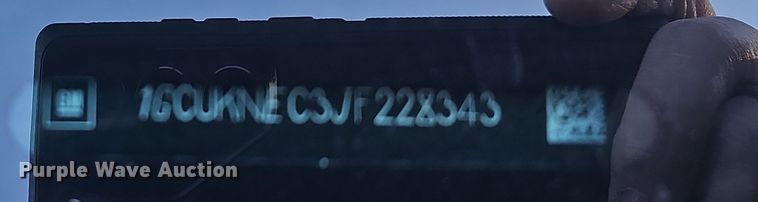 GM
1GCUKNEC3JF228343
Purple Wave Auction